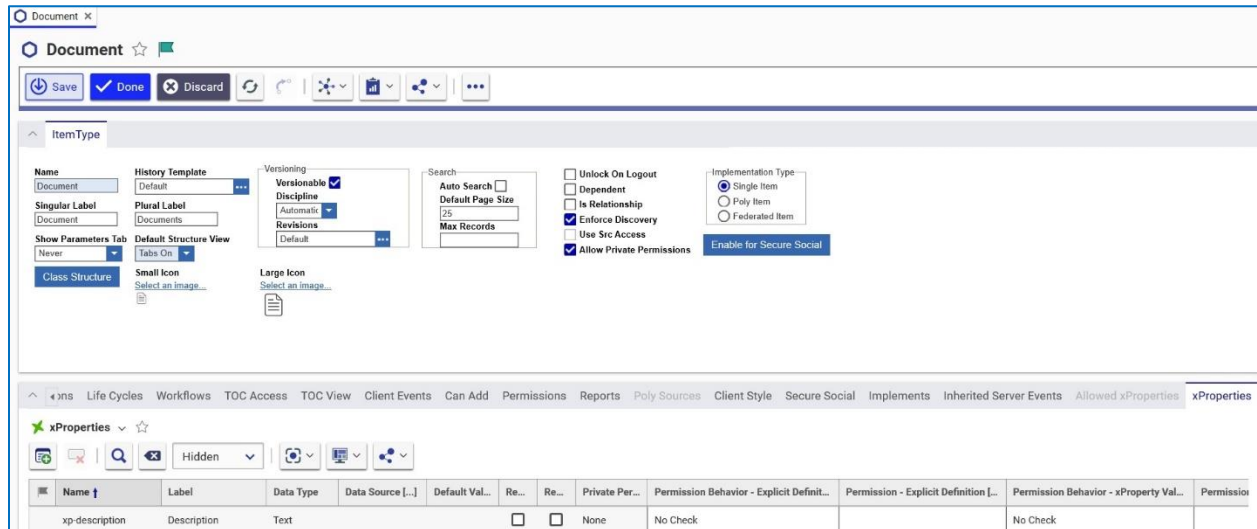 Document ×
Document
Save Done Discard
ItemType
Name History Template Versioning Search Unlock On Logout Implementation Type
Document Default Versionable Auto Search Dependent Single Item
Singular Label Plural Label Discipline Default Page Size Is Relationship Poly Item
Document Documents Automatic 25 Enforce Discovery Federated Item
Show Parameters Tab Default Structure View Revisions Max Records Use Src Access
Never Tabs On Default Allow Private Permissions Enable for Secure Social
Class Structure Small Icon Large Icon
Select an image... Select an image...
ons Life Cycles Workflows TOC Access TOC View Client Events Can Add Permissions Reports Poly Sources Client Style Secure Social Implements Inherited Server Events Allowed xProperties xProperties
xProperties
Hidden
Name Label Data Type Data Source [...] Default Val... Re... Re... Private Per... Permission Behavior - Explicit Definit... Permission - Explicit Definition [... Permission Behavior - xProperty Val... Permission
xp-description Description Text None No Check No Check